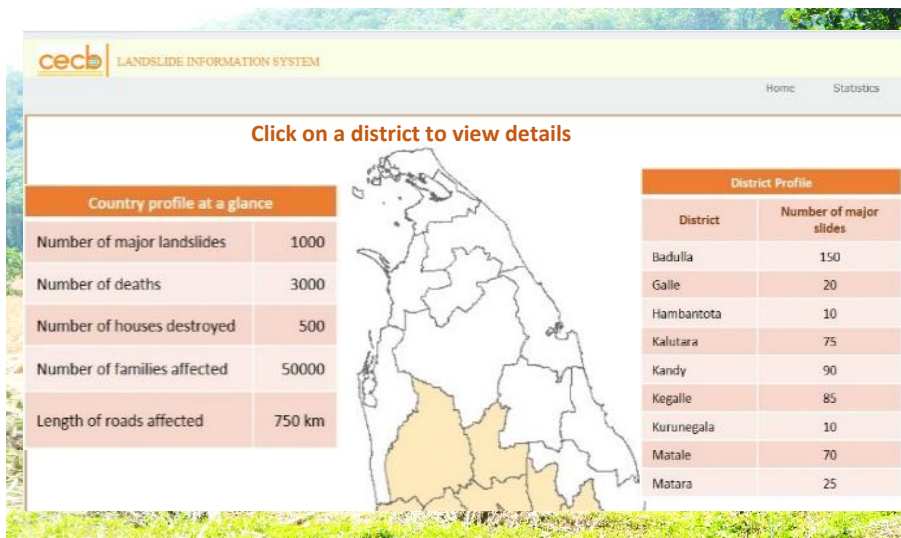 cecb LANDSLIDE INFORMATION SYSTEM
Home Statistics
Click on a district to view details
Country profile at a glance
Number of major landslides 1000
Number of deaths 3000
Number of houses destroyed 500
Number of families affected 50000
Length of roads affected 750 km
District Profile
District Number of major
slides
Badulla 150
Galle 20
Hambantota 10
Kalutara 75
Kandy 90
Kegalle 85
Kurunegala 10
Matale 70
Matara 25